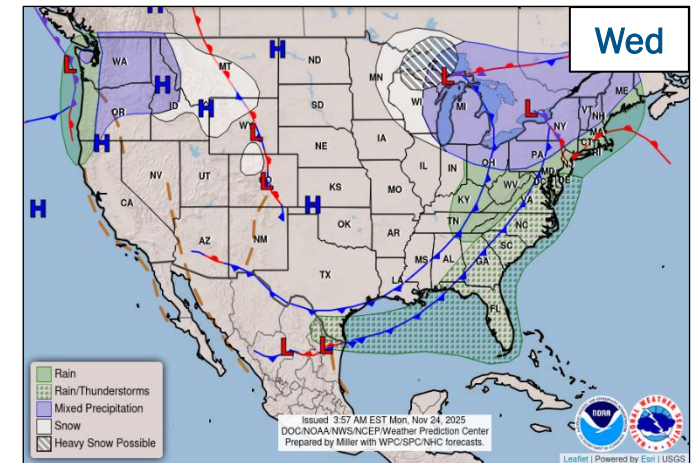 Wed
H
L
WA
MT
ND
MN
ME
H
H
L
L
OR
ID
H
SD
WI
MI
VT
NH
WY
L
NY
MA
CT
RI
H
IA
PA
NJ
NE
OH
MD
DE
NV
UT
L
CO
IL
IN
WV
DC
VA
CA
KS
MO
KY
H
H
OK
TN
NC
AZ
NM
AR
SC
MS
AL
GA
TX
LA
FL
L
L
Rain
Rain/Thunderstorms
Mixed Precipitation
Snow
Heavy Snow Possible
Issued 3:57 AM EST Mon, Nov 24, 2025
DOC/NOAA/NWS/NCEP/Weather Prediction Center
Prepared by Miller with WPC/SPC/NHC forecasts.
NOAA
NATIONAL WEATHER SERVICE
Leaflet | Powered by Esri | USGS